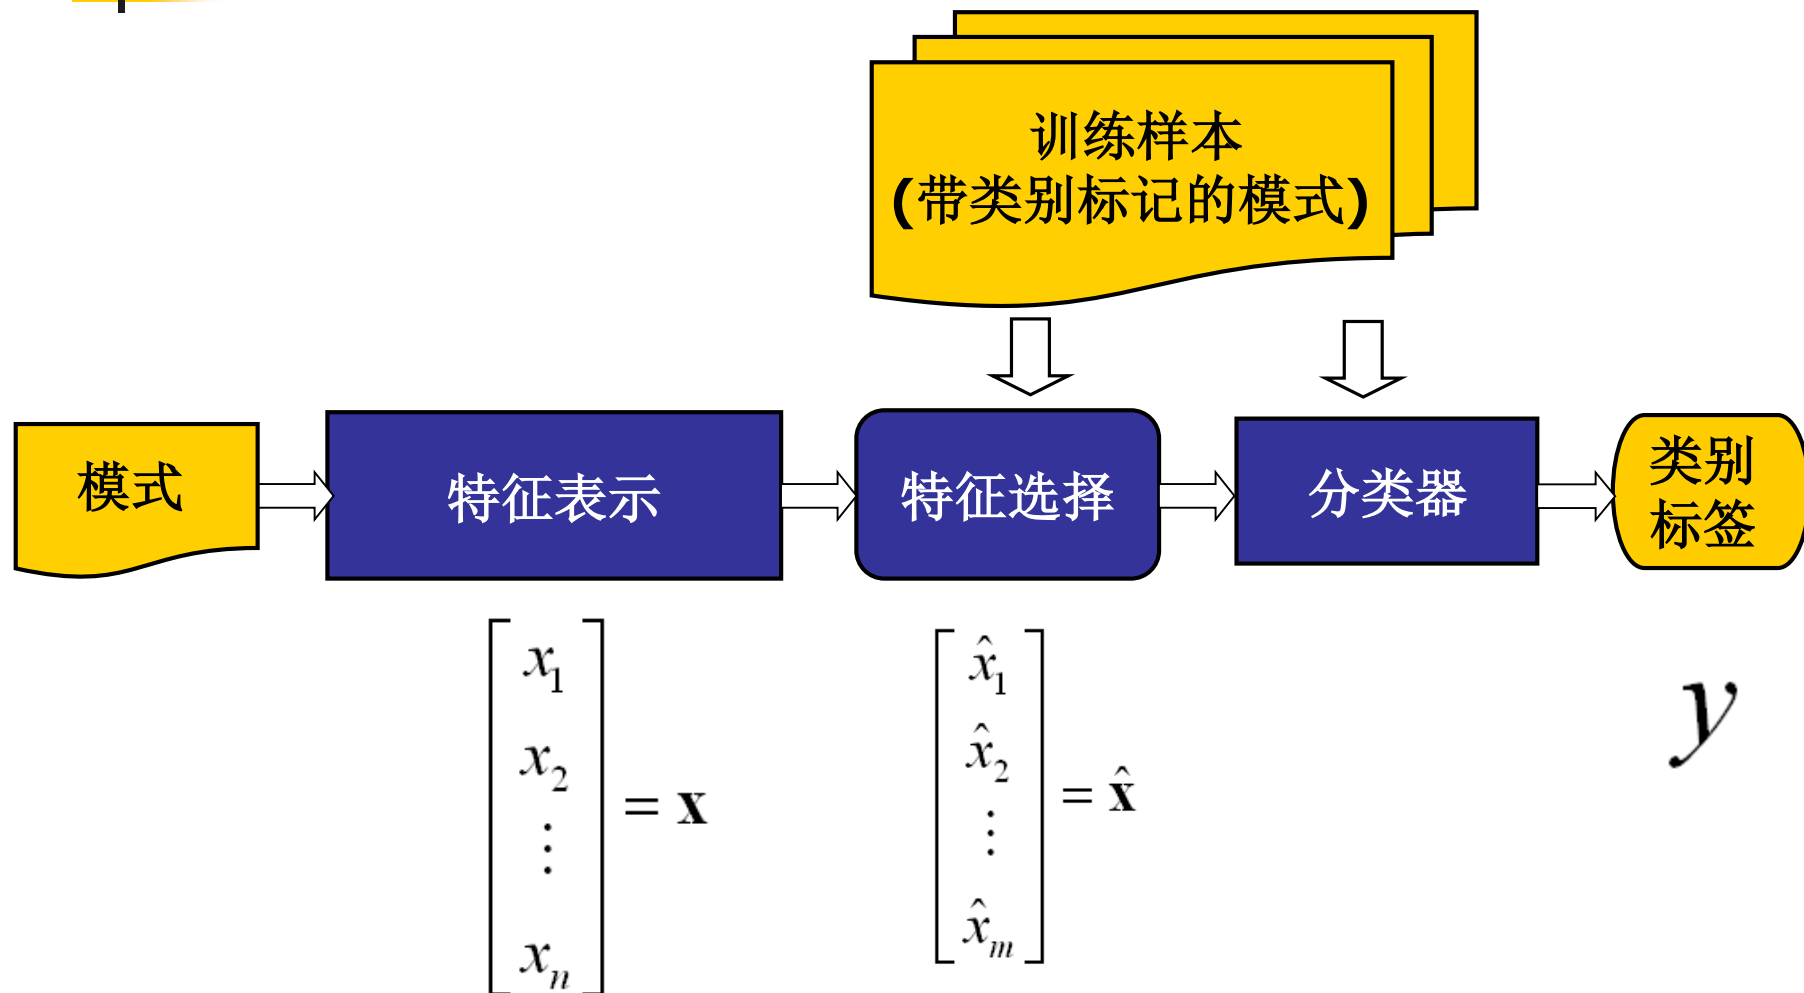 训练样本
(带类别标记的模式)
模式
特征表示
特征选择
分类器
类别
标签
x₁
x₂
⋮
xₙ
= x
x̂₁
x̂₂
⋮
x̂ₘ
= x̂
y